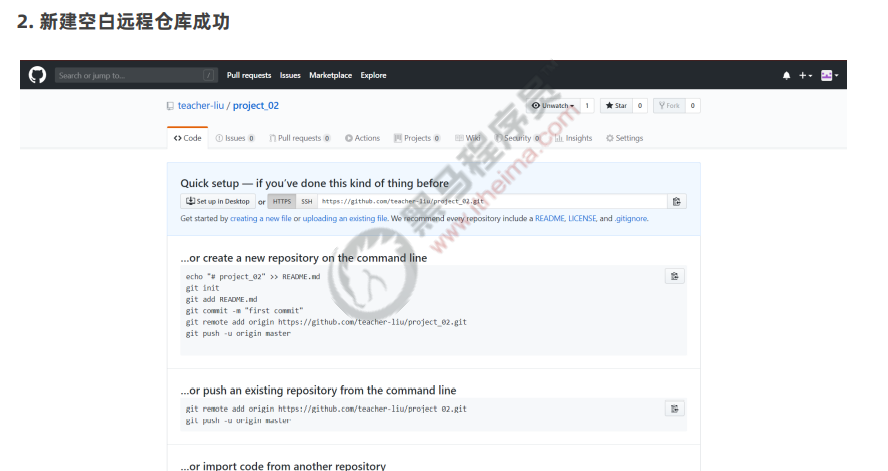 2. 新建空白远程仓库成功
Search or jump to... /
Pull requests Issues Marketplace Explore
teacher-liu / project_02
Unwatch 1 Star 0 Fork 0
Code Issues 0 Pull requests 0 Actions Projects 0 Wiki Security 0 Insights Settings
Quick setup — if you've done this kind of thing before
Set up in Desktop or HTTPS SSH https://github.com/teacher-liu/project_02.git
Get started by creating a new file or uploading an existing file. We recommend every repository include a README, LICENSE, and .gitignore.
黑马程序员
www.itheima.com
...or create a new repository on the command line
echo "# project_02" >> README.md
git init
git add README.md
git commit -m "first commit"
git remote add origin https://github.com/teacher-liu/project_02.git
git push -u origin master
...or push an existing repository from the command line
git remote add origin https://github.com/teacher-liu/project_02.git
git push -u origin master
...or import code from another repository